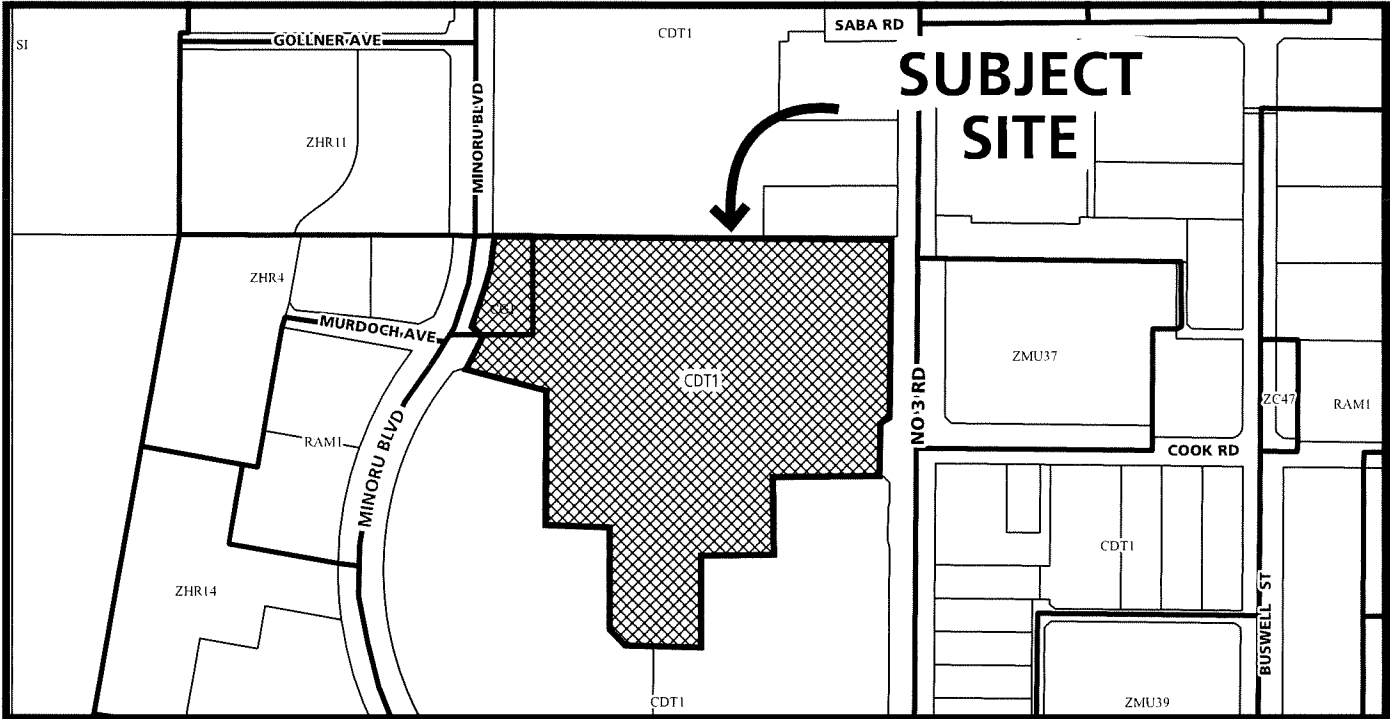 SABA RD
GOLLNER AVE
CDT1
SI
SUBJECT
SITE
MINORU BLVD
ZHR11
ZHR4
CG1
MURDOCH AVE
ZMU37
CDT1
NO 3 RD
ZC47
RAM1
RAM1
MINORU BLVD
COOK RD
CDT1
ZHR14
BUSWELL ST
CDT1
ZMU39